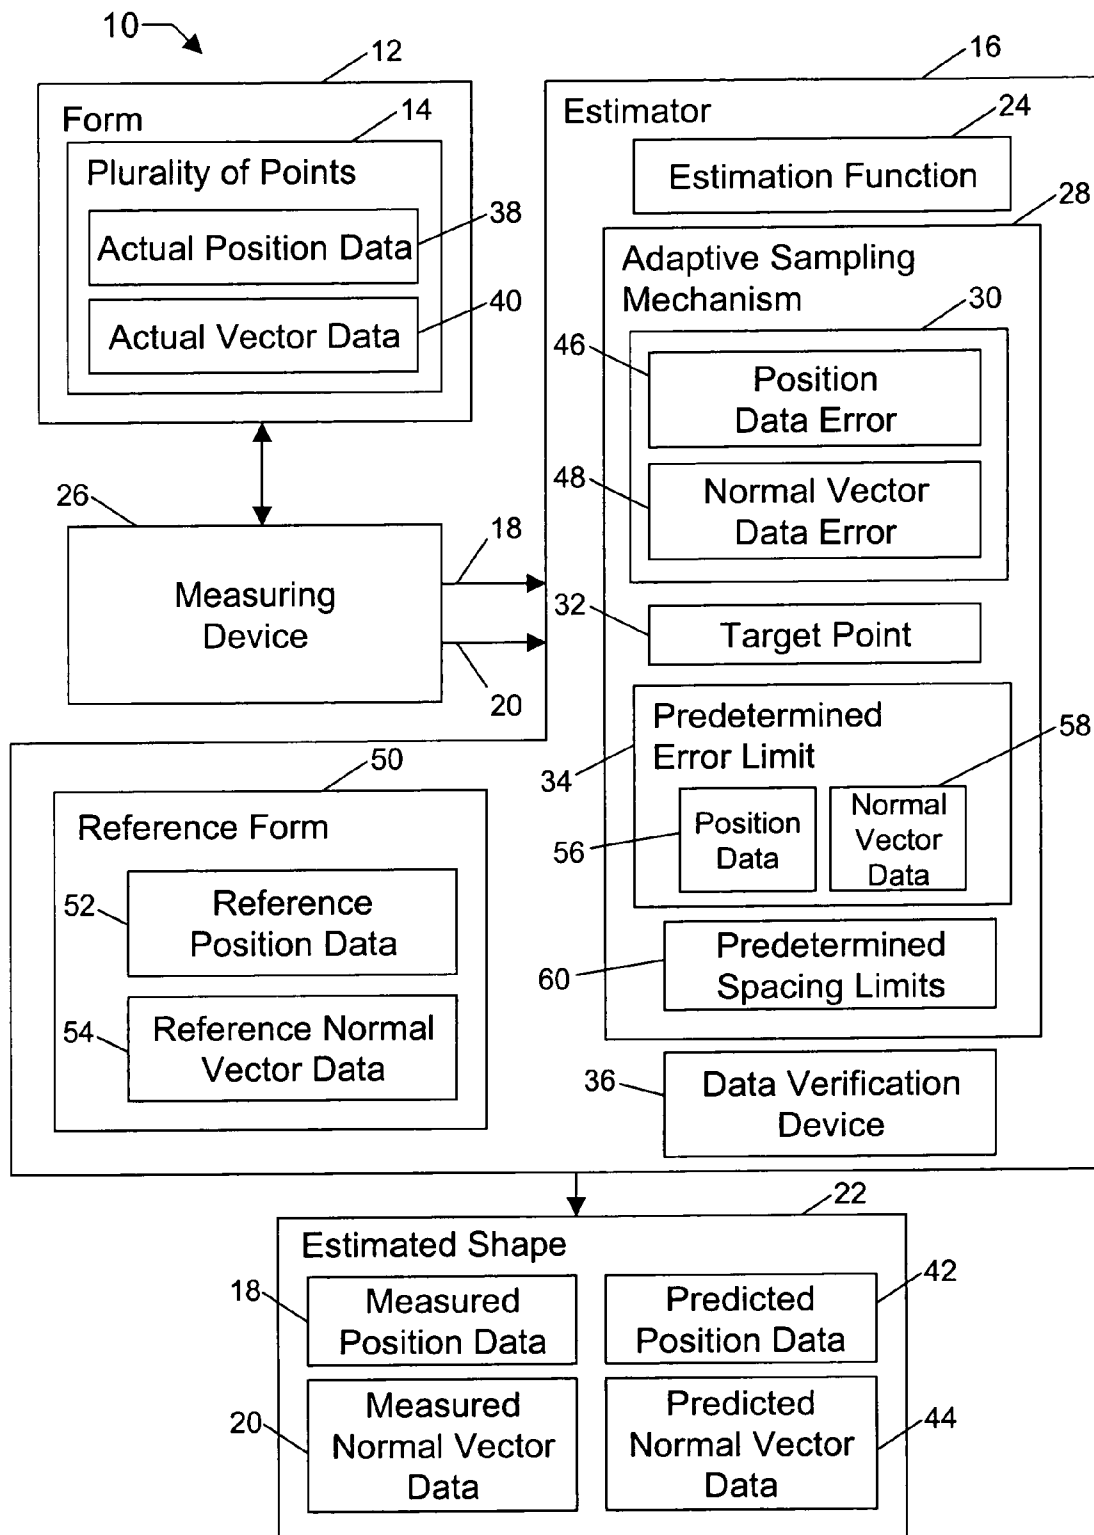 10
12
Form
14
Plurality of Points
38
Actual Position Data
40
Actual Vector Data
26
Measuring
Device
18
20
16
Estimator
24
Estimation Function
28
Adaptive Sampling
Mechanism
30
46
Position
Data Error
48
Normal Vector
Data Error
32
Target Point
Predetermined
Error Limit
34
58
56
Position
Data
Normal
Vector
Data
60
Predetermined
Spacing Limits
36
Data Verification
Device
50
Reference Form
52
Reference
Position Data
54
Reference Normal
Vector Data
22
Estimated Shape
18
Measured
Position Data
42
Predicted
Position Data
20
Measured
Normal Vector
Data
44
Predicted
Normal Vector
Data